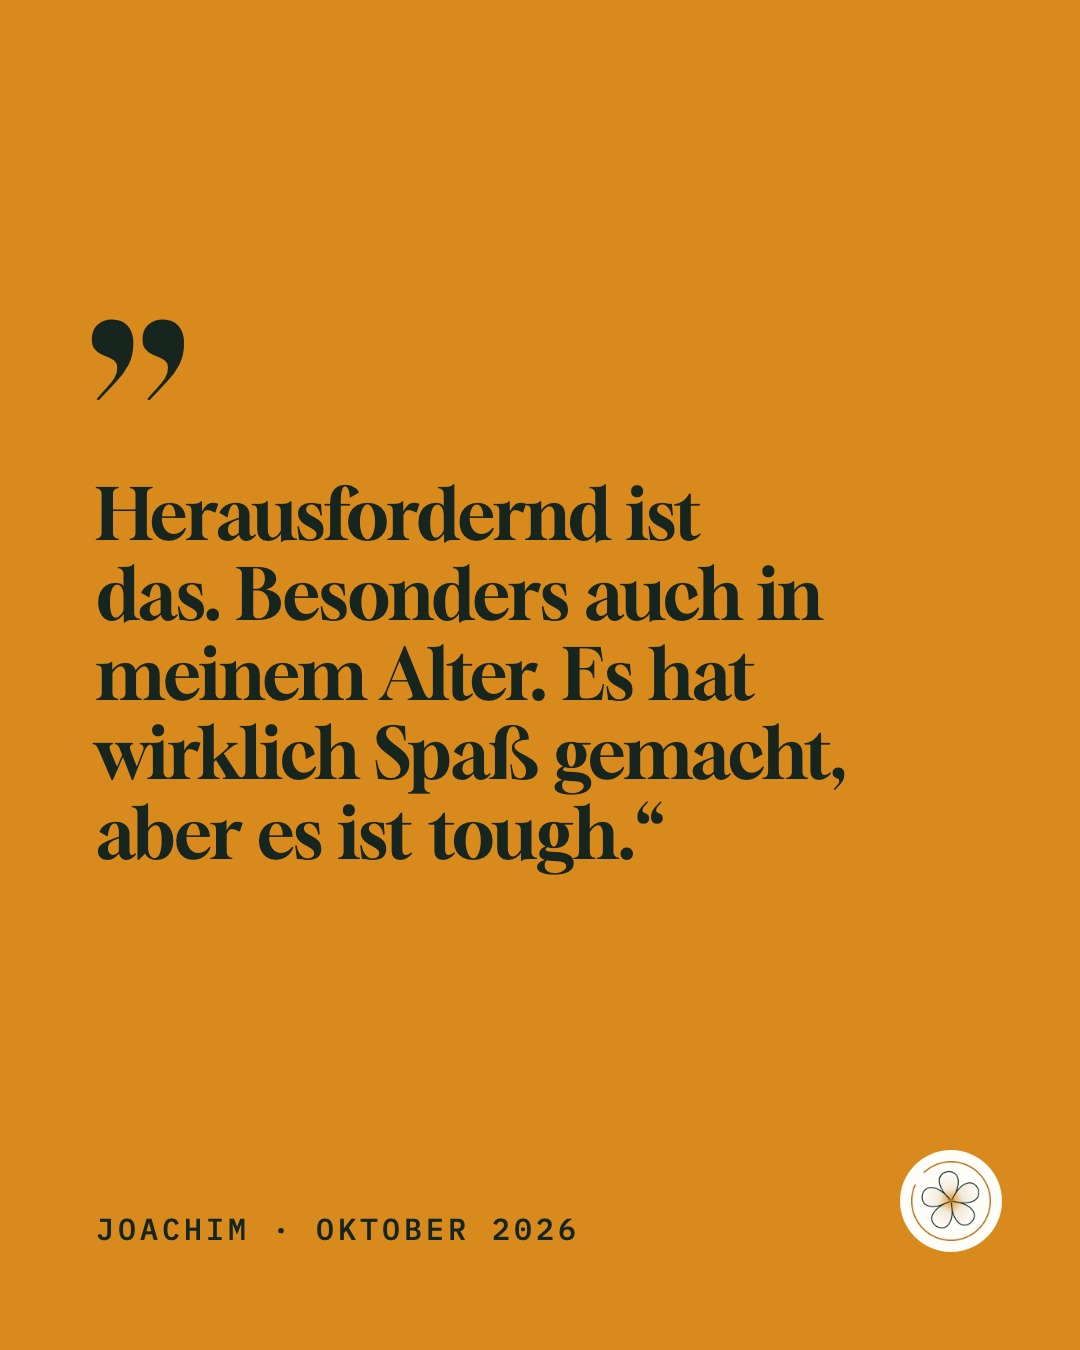 ”
Herausfordernd ist
das. Besonders auch in
meinem Alter. Es hat
wirklich Spaß gemacht,
aber es ist tough.“
JOACHIM · OKTOBER 2026